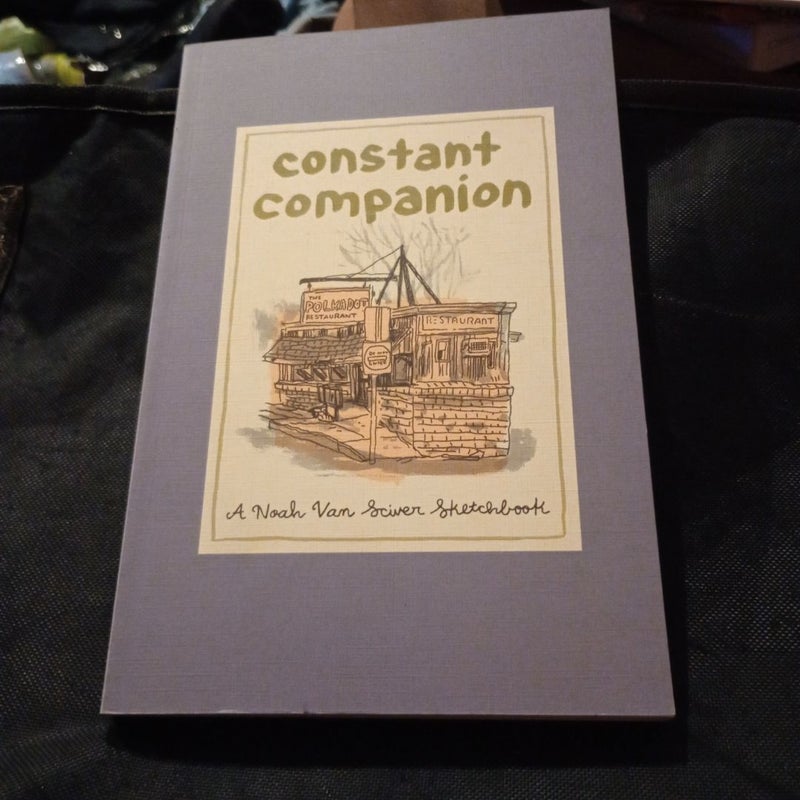 constant
companion
THE
POLKADOT
RESTAURANT
RESTAURANT
A Noah Van Sciver Sketchbook